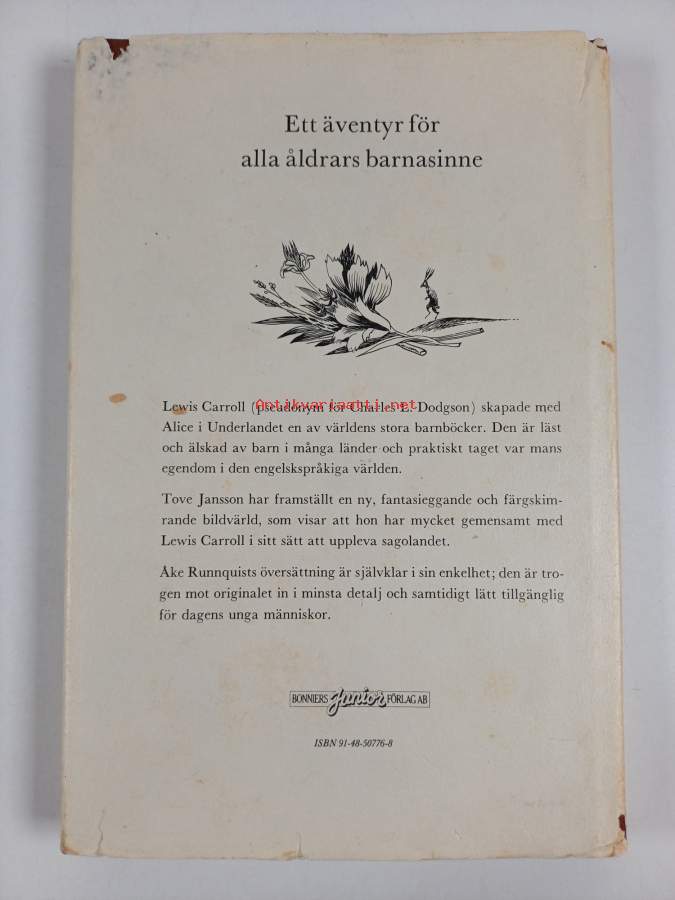 Ett äventyr för
alla åldrars barnasinne
Lewis Carroll (pseudonym för Charles L. Dodgson) skapade med
Antikvariaatti.net
Alice i Underlandet en av världens stora barnböcker. Den är läst
och älskad av barn i många länder och praktiskt taget var mans
egendom i den engelskspråkiga världen.
Tove Jansson har framställt en ny, fantasieggande och färgskim-
rande bildvärld, som visar att hon har mycket gemensamt med
Lewis Carroll i sitt sätt att uppleva sagolandet.
Åke Runnquists översättning är självklar i sin enkelhet; den är tro-
gen mot originalet in i minsta detalj och samtidigt lätt tillgänglig
för dagens unga människor.
BONNIERS Junior FÖRLAG AB
ISBN 91-48-50776-8